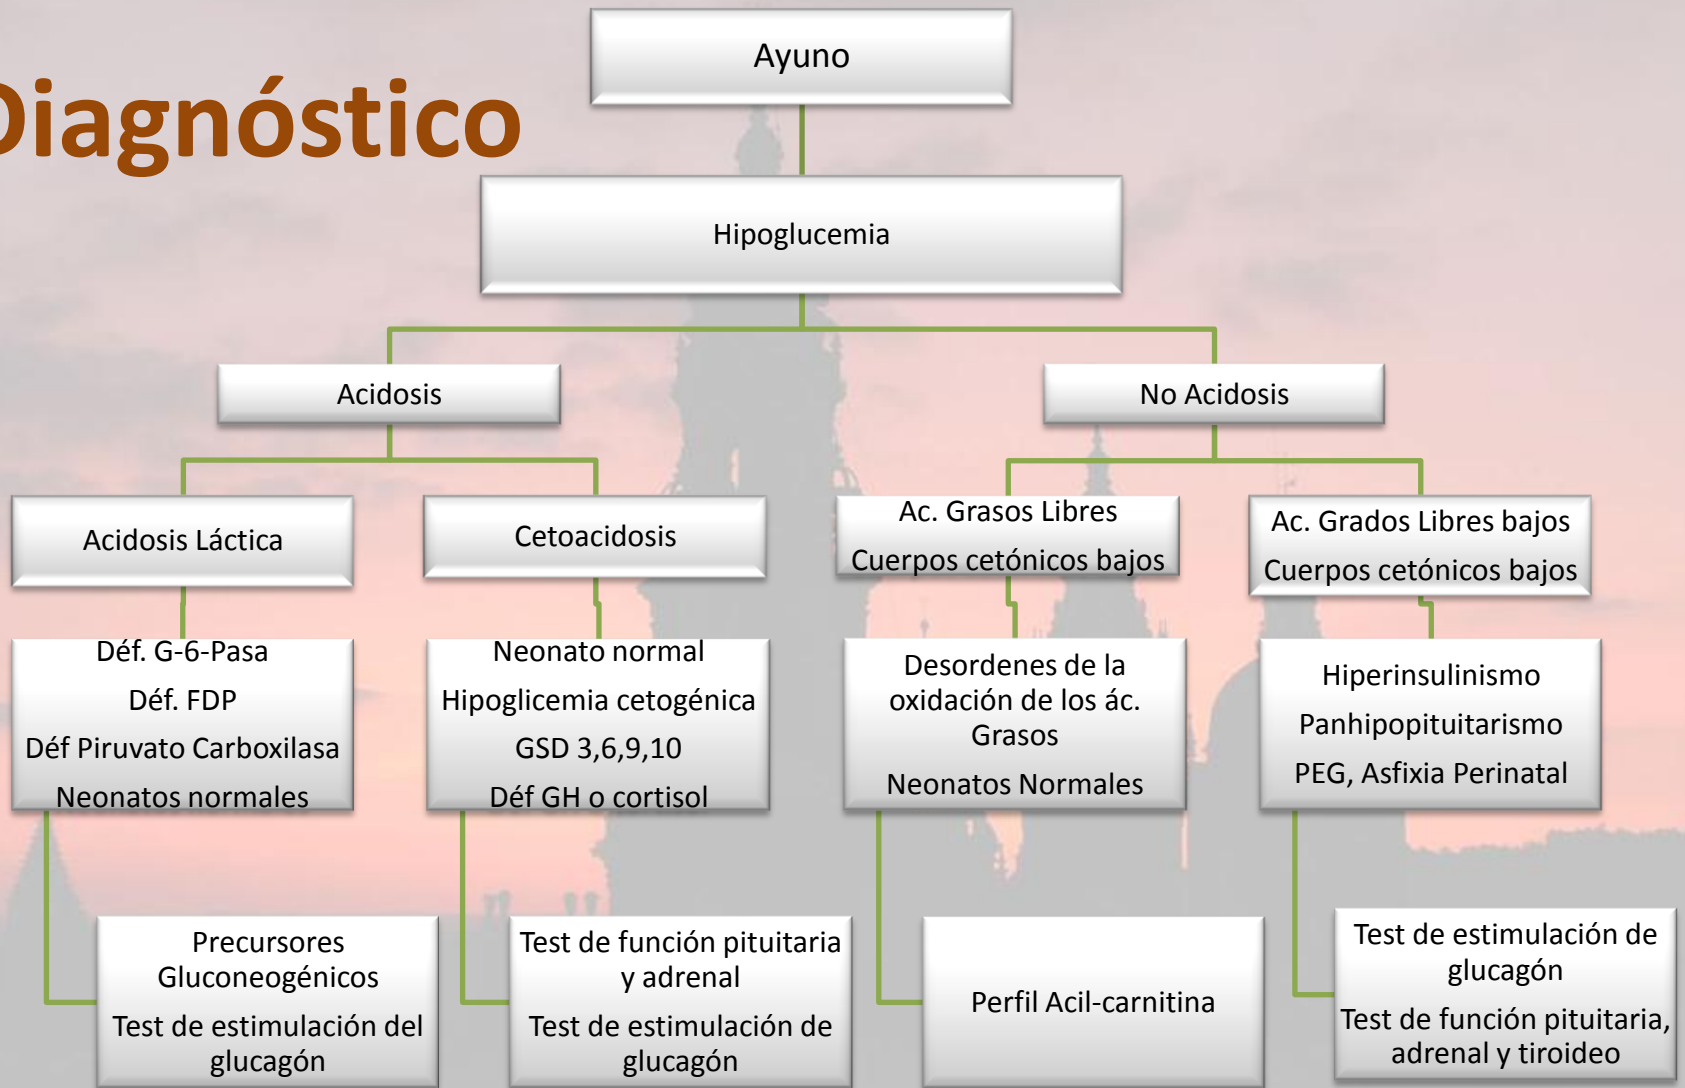 Diagnóstico
Ayuno
Hipoglucemia
Acidosis
No Acidosis
Acidosis Láctica
Cetoacidosis
Ac. Grasos Libres
Cuerpos cetónicos bajos
Ac. Grados Libres bajos
Cuerpos cetónicos bajos
Déf. G-6-Pasa
Déf. FDP
Déf Piruvato Carboxilasa
Neonatos normales
Neonato normal
Hipoglicemia cetogénica
GSD 3,6,9,10
Déf GH o cortisol
Desordenes de la
oxidación de los ác.
Grasos
Neonatos Normales
Hiperinsulinismo
Panhipopituitarismo
PEG, Asfixia Perinatal
Precursores
Gluconeogénicos
Test de estimulación del
glucagón
Test de función pituitaria
y adrenal
Test de estimulación de
glucagón
Perfil Acil-carnitina
Test de estimulación de
glucagón
Test de función pituitaria,
adrenal y tiroideo